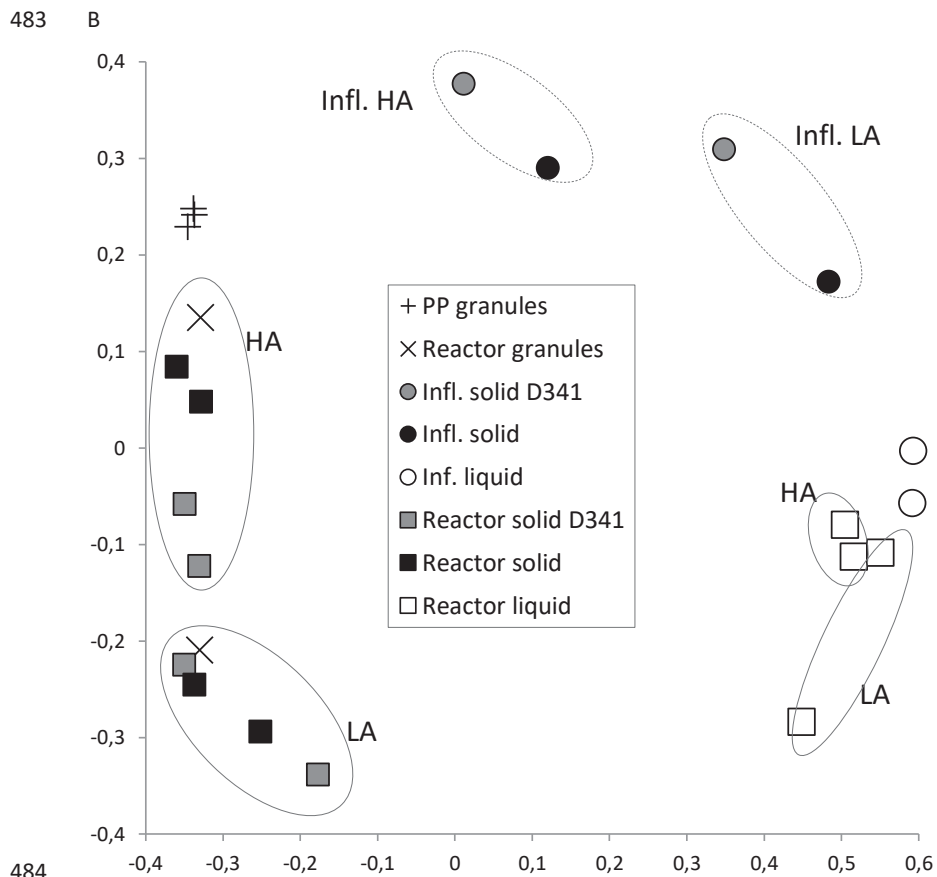 483 B
0,4
Infl. HA
Infl. LA
0,3
0,2
PP granules
HA
0,1
Reactor granules
Infl. solid D341
Infl. solid
0
Inf. liquid
HA
Reactor solid D341
-0,1
Reactor solid
Reactor liquid
-0,2
LA
-0,3
LA
-0,4
484
-0,4 -0,3 -0,2 -0,1 0 0,1 0,2 0,3 0,4 0,5 0,6